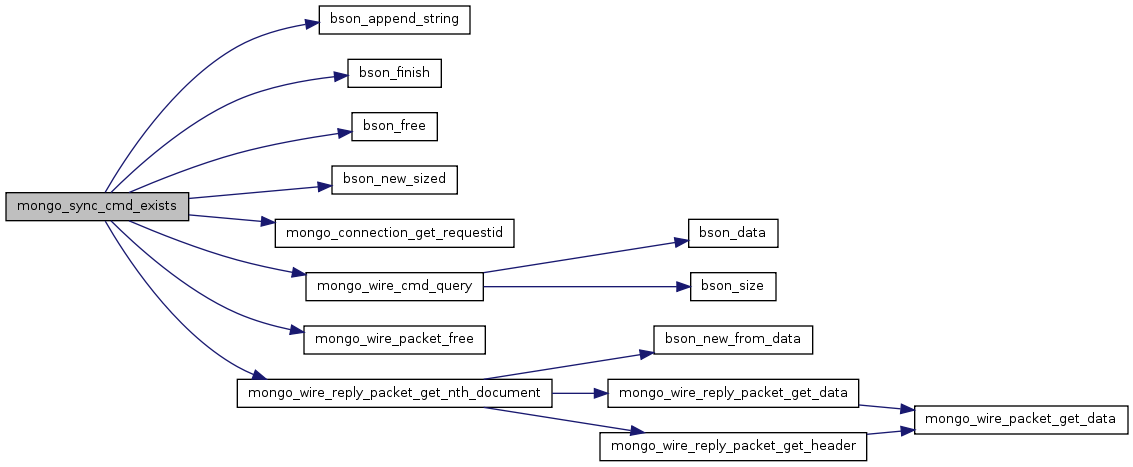 bson_append_string
bson_finish
bson_free
bson_new_sized
mongo_sync_cmd_exists
mongo_connection_get_requestid
bson_data
mongo_wire_cmd_query
bson_size
mongo_wire_packet_free
bson_new_from_data
mongo_wire_reply_packet_get_nth_document
mongo_wire_reply_packet_get_data
mongo_wire_packet_get_data
mongo_wire_reply_packet_get_header